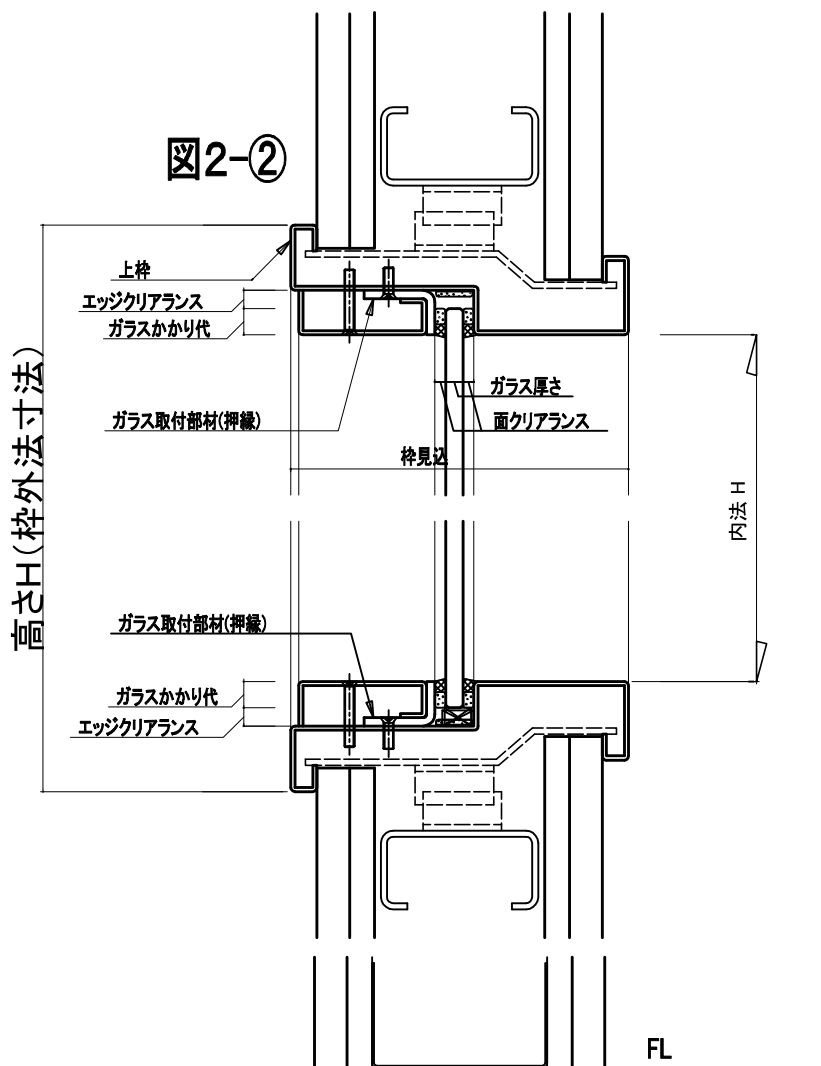 図2-②
上枠
エッジクリアランス
ガラスかかり代
ガラス厚さ
ガラス取付部材(押縁)
面クリアランス
枠見込
高さH(枠外法寸法)
内法 H
ガラス取付部材(押縁)
ガラスかかり代
エッジクリアランス
FL